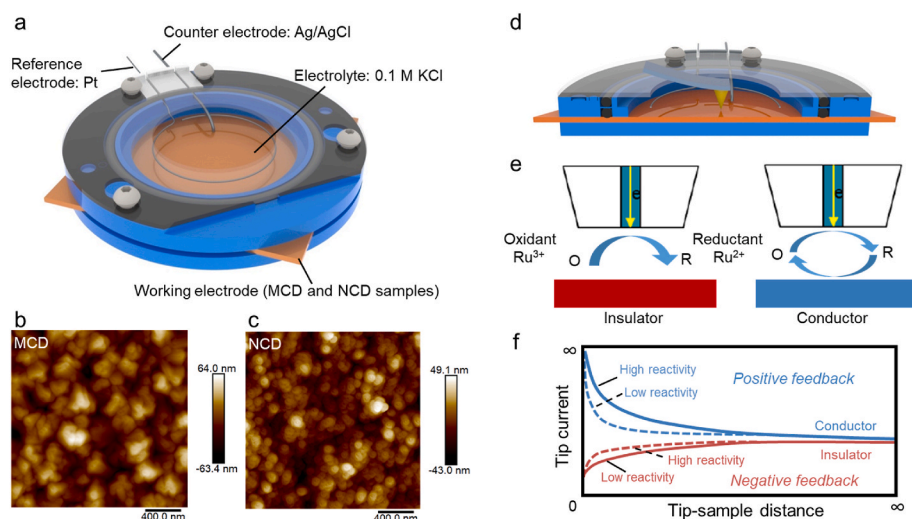 a
Counter electrode: Ag/AgCl
Reference
electrode: Pt
Electrolyte: 0.1 M KCl
Working electrode (MCD and NCD samples)
b
MCD
64.0 nm
-63.4 nm
400.0 nm
c
NCD
49.1 nm
-43.0 nm
400.0 nm
d
e
e
e
Oxidant
Ru³⁺
O
R
Insulator
Reductant
Ru²⁺
O
R
Conductor
f
∞
High reactivity
Low reactivity
Positive feedback
Conductor
Insulator
High reactivity
Low reactivity
Negative feedback
Tip current
0
Tip-sample distance
∞